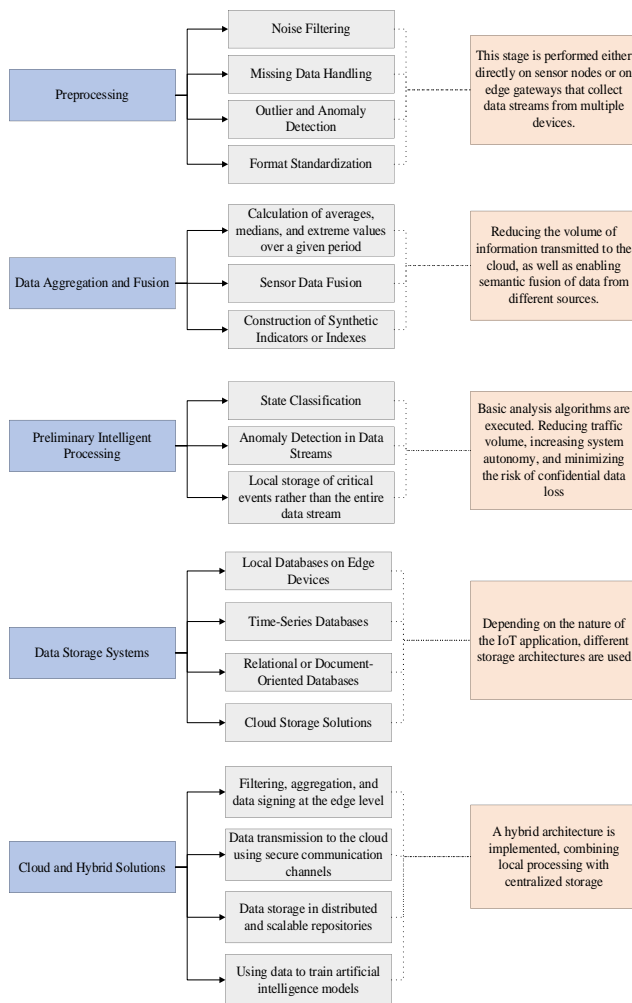 Preprocessing
Noise Filtering
Missing Data Handling
Outlier and Anomaly
Detection
Format Standardization
This stage is performed either
directly on sensor nodes or on
edge gateways that collect
data streams from multiple
devices.
Data Aggregation and Fusion
Calculation of averages,
medians, and extreme values
over a given period
Sensor Data Fusion
Construction of Synthetic
Indicators or Indexes
Reducing the volume of
information transmitted to the
cloud, as well as enabling
semantic fusion of data from
different sources.
Preliminary Intelligent
Processing
State Classification
Anomaly Detection in Data
Streams
Local storage of critical
events rather than the entire
data stream
Basic analysis algorithms are
executed. Reducing traffic
volume, increasing system
autonomy, and minimizing
the risk of confidential data
loss
Data Storage Systems
Local Databases on Edge
Devices
Time-Series Databases
Relational or Document-
Oriented Databases
Cloud Storage Solutions
Depending on the nature of
the IoT application, different
storage architectures are used
Cloud and Hybrid Solutions
Filtering, aggregation, and
data signing at the edge level
Data transmission to the cloud
using secure communication
channels
Data storage in distributed
and scalable repositories
Using data to train artificial
intelligence models
A hybrid architecture is
implemented, combining
local processing with
centralized storage